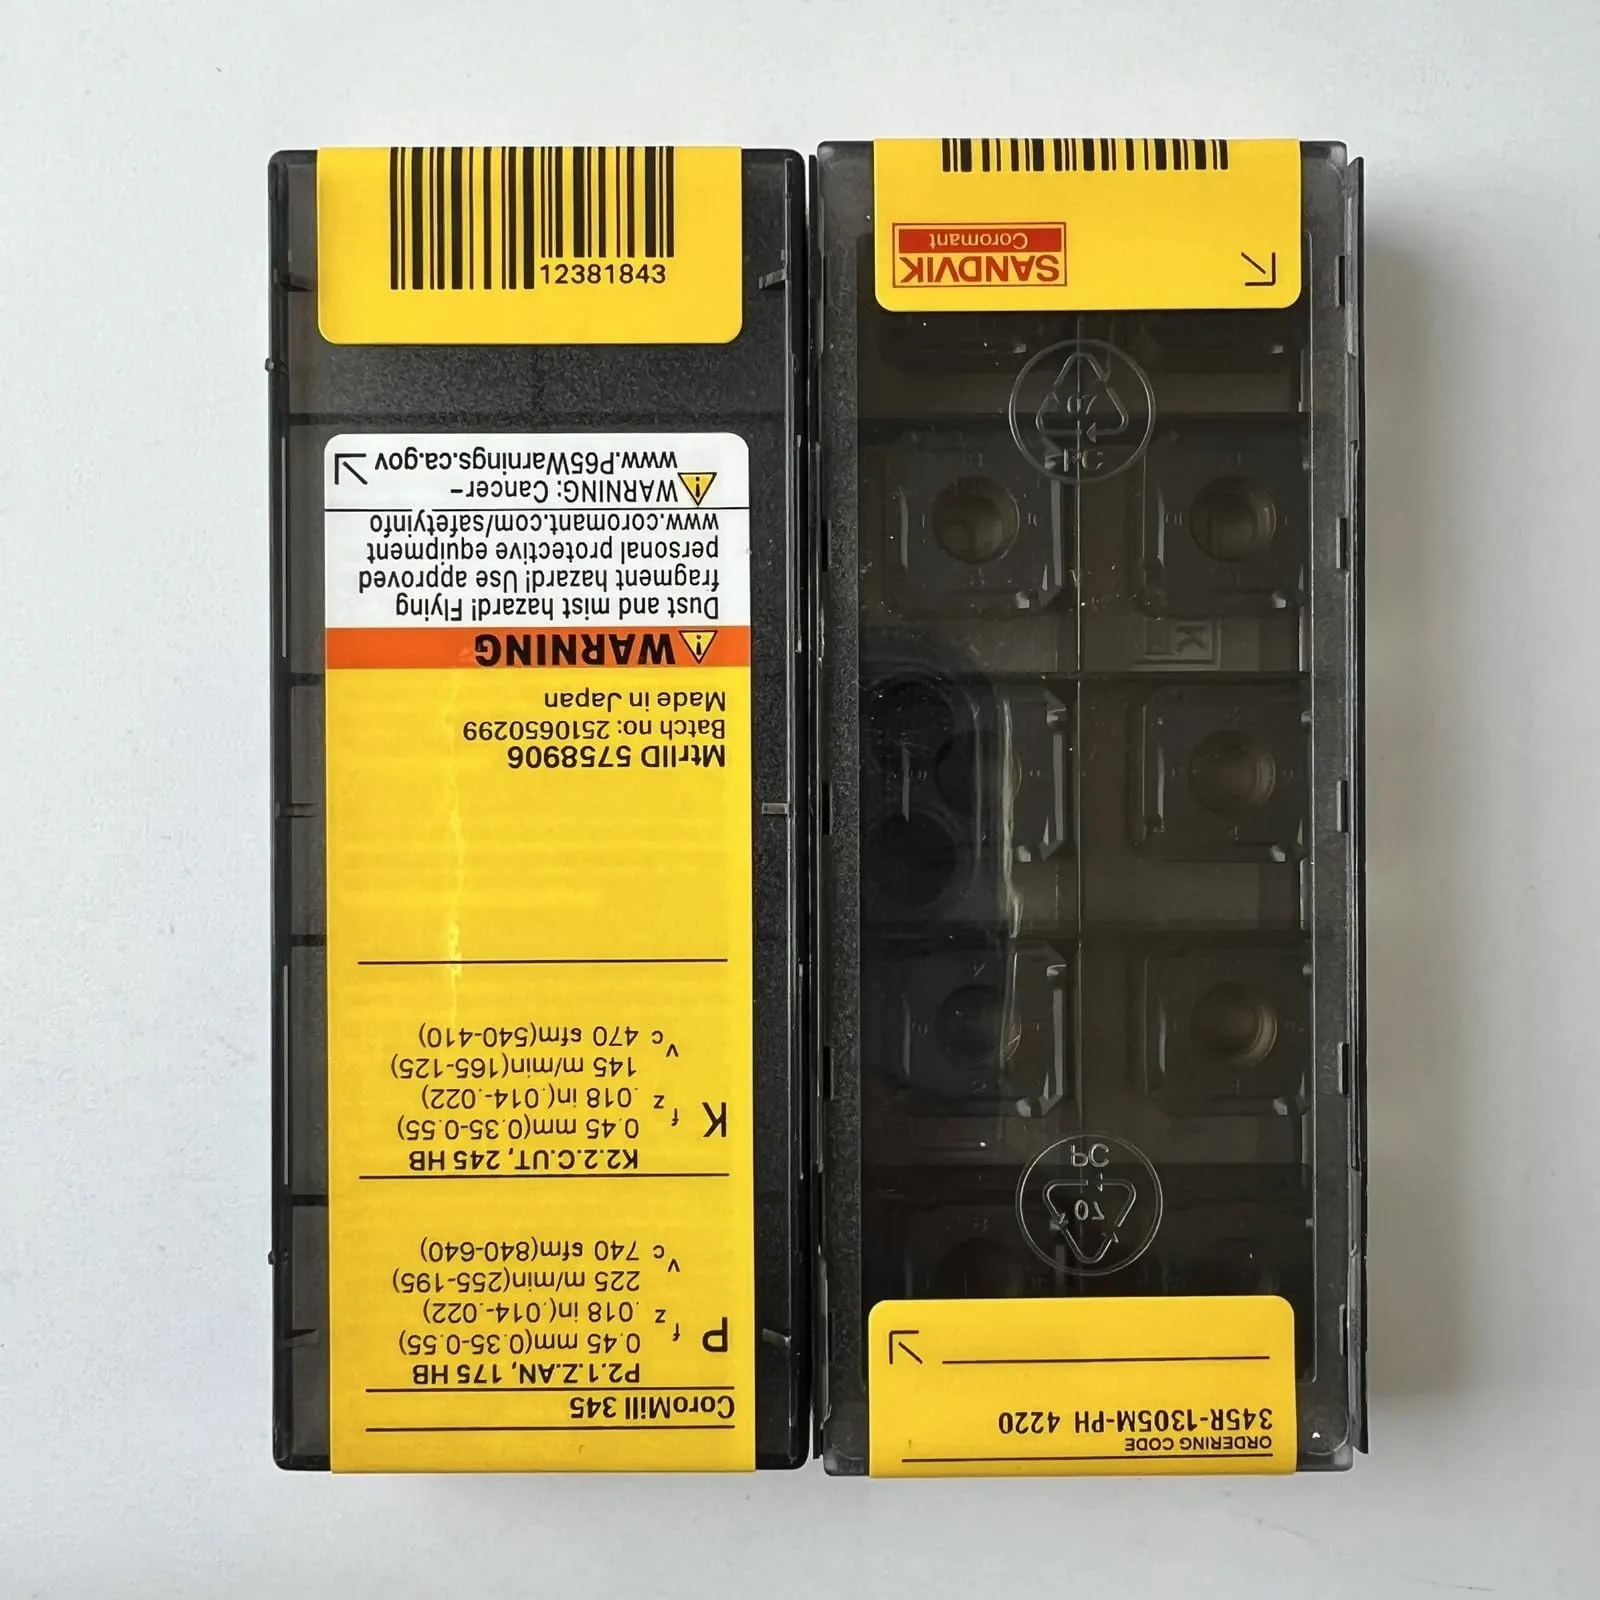 12381843
CoroMill 345
P2.1.Z.AN, 175 HB
P fz 0.45 mm(0.35-0.55)
.018 in(.014-.022)
vc 225 m/min(255-195)
740 sfm(840-640)
K2.2.C.UT, 245 HB
K fz 0.45 mm(0.35-0.55)
.018 in(.014-.022)
vc 145 m/min(165-125)
470 sfm(540-410)
MtrlID 5758906
Batch no: 2510650299
Made in Japan
WARNING
Dust and mist hazard! Flying
fragment hazard! Use approved
personal protective equipment
www.coromant.com/safetyinfo
WARNING: Cancer-
www.P65Warnings.ca.gov
ORDERING CODE
345R-1305M-PH 4220
07
PC
07
PC
SANDVIK
Coromant